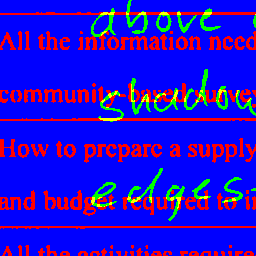 above
All the information need
community-based survey
shadow
How to prepare a supply
edges-
and budget required to i
All the activities require